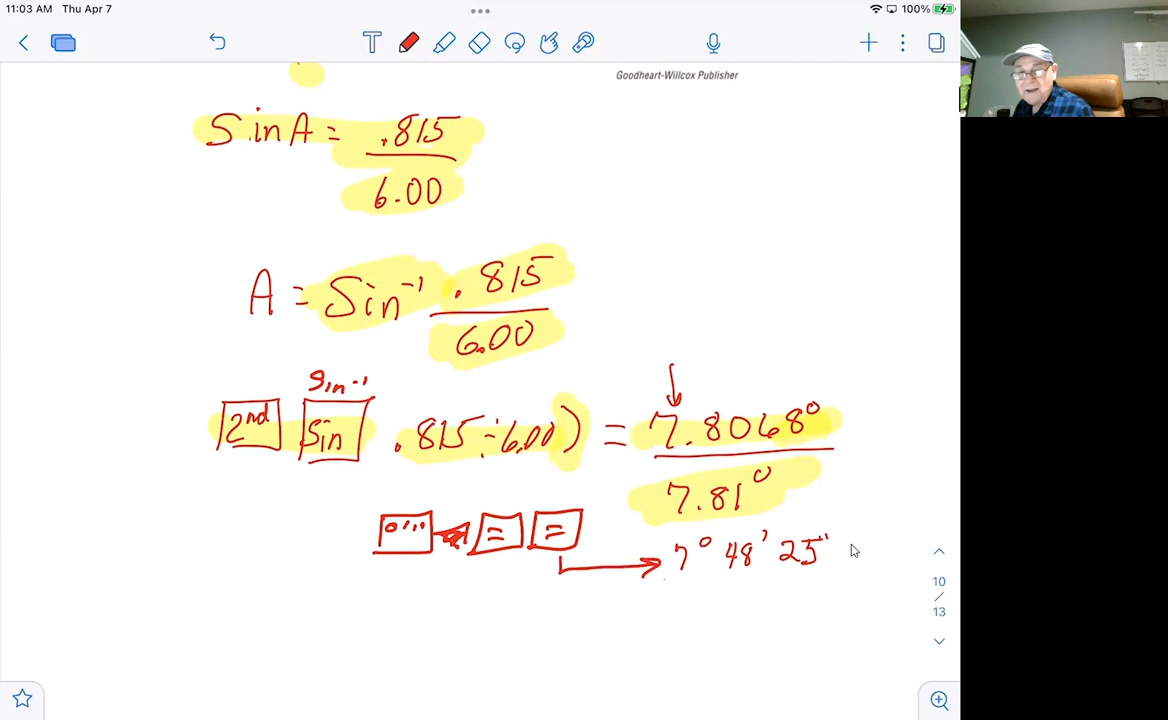 11:03 AM Thu Apr 7
100%
T
Goodheart-Willcox Publisher
Sin A = .815
6.00
A = Sin⁻¹ .815
6.00
Sin⁻¹
2nd Sin .815 ÷ 6.00 ) = 7.8068°
7.81°
° ' " = =
7° 48' 25"
10
/
13